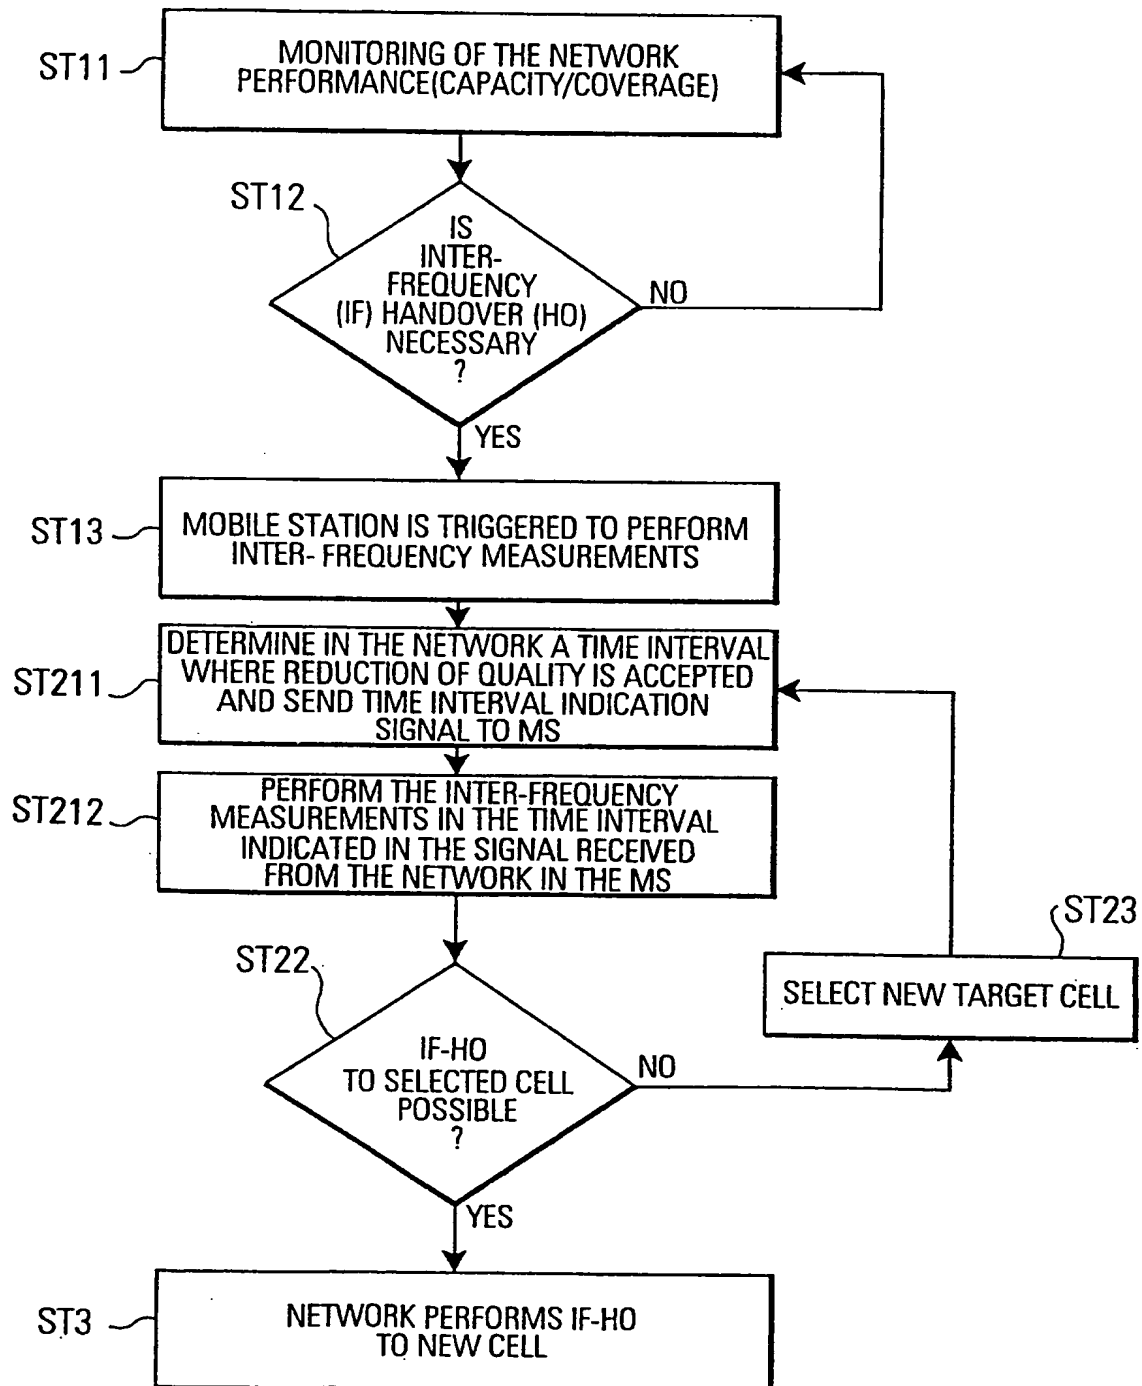 ST11
MONITORING OF THE NETWORK
PERFORMANCE(CAPACITY/COVERAGE)
ST12
IS
INTER-
FREQUENCY
(IF) HANDOVER (HO)
NECESSARY
?
NO
YES
ST13
MOBILE STATION IS TRIGGERED TO PERFORM
INTER- FREQUENCY MEASUREMENTS
ST211
DETERMINE IN THE NETWORK A TIME INTERVAL
WHERE REDUCTION OF QUALITY IS ACCEPTED
AND SEND TIME INTERVAL INDICATION
SIGNAL TO MS
ST212
PERFORM THE INTER-FREQUENCY
MEASUREMENTS IN THE TIME INTERVAL
INDICATED IN THE SIGNAL RECEIVED
FROM THE NETWORK IN THE MS
ST23
SELECT NEW TARGET CELL
ST22
IF-HO
TO SELECTED CELL
POSSIBLE
?
NO
YES
ST3
NETWORK PERFORMS IF-HO
TO NEW CELL